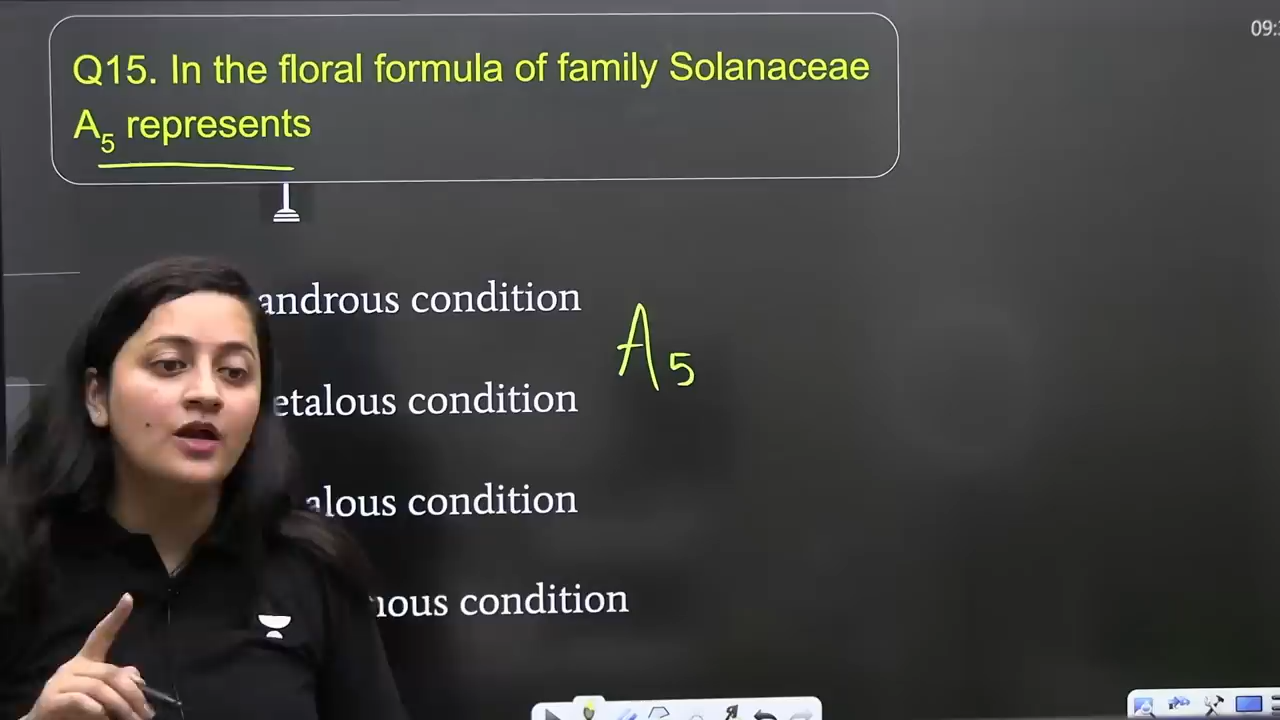 Q15. In the floral formula of family Solanaceae
A5 represents
androus condition
A5
etalous condition
alous condition
nous condition
09: